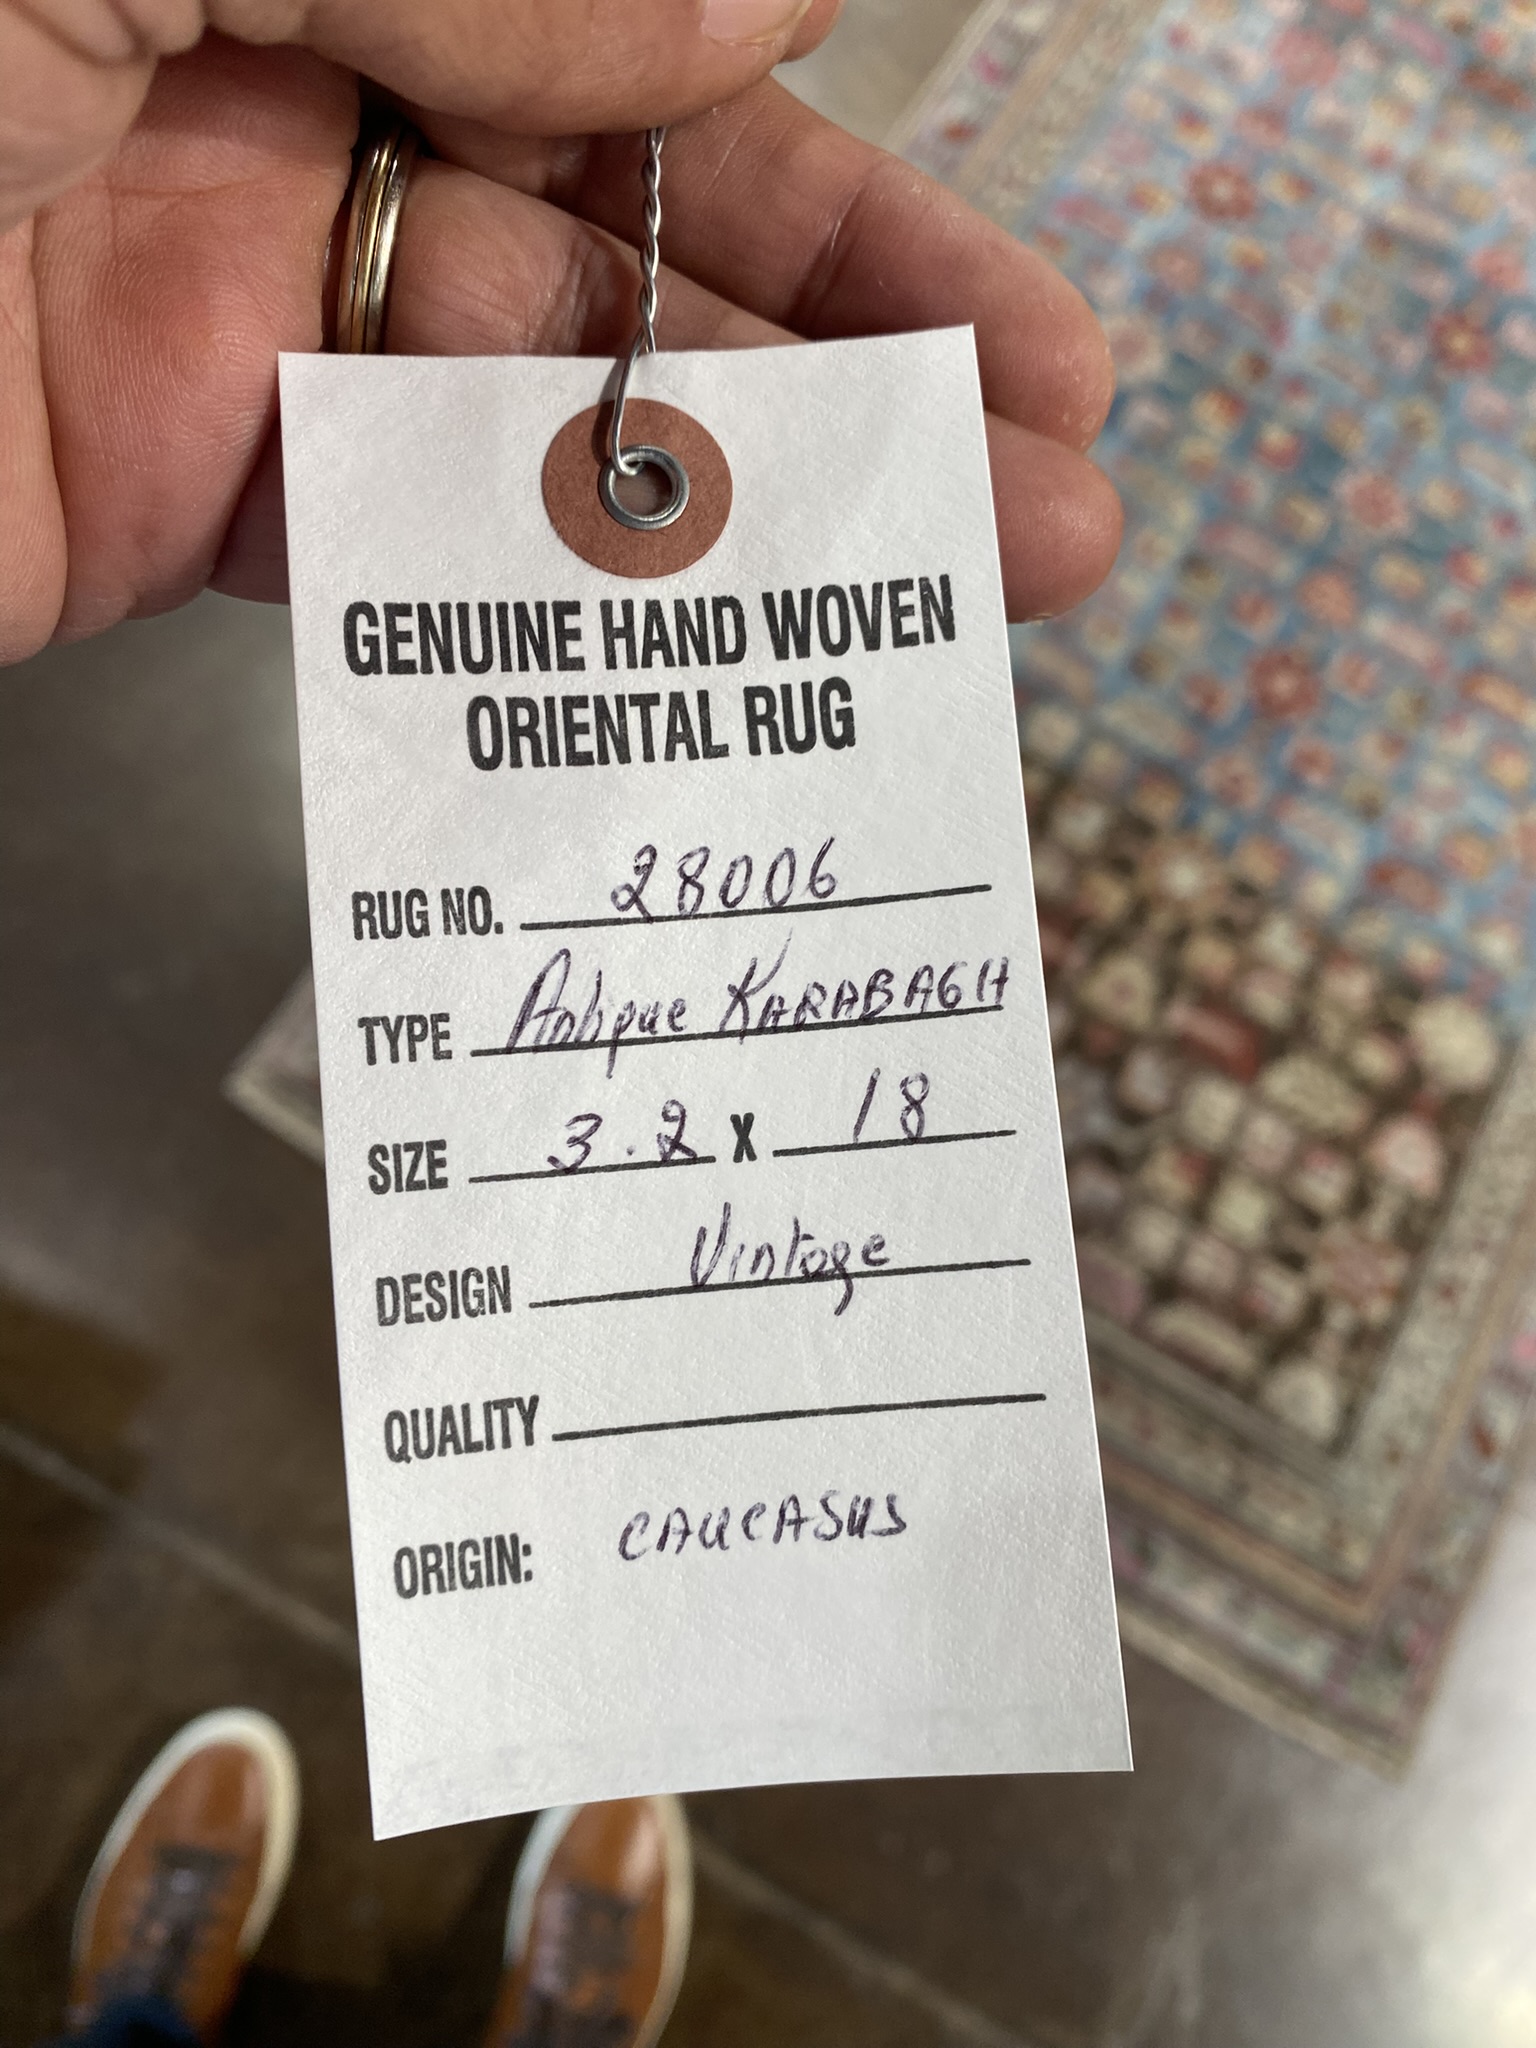 GENUINE HAND WOVEN
ORIENTAL RUG
RUG NO. 28006
TYPE Antique KARABAGH
SIZE 3.2 X 18
DESIGN Vintage
QUALITY
ORIGIN: CAUCASUS